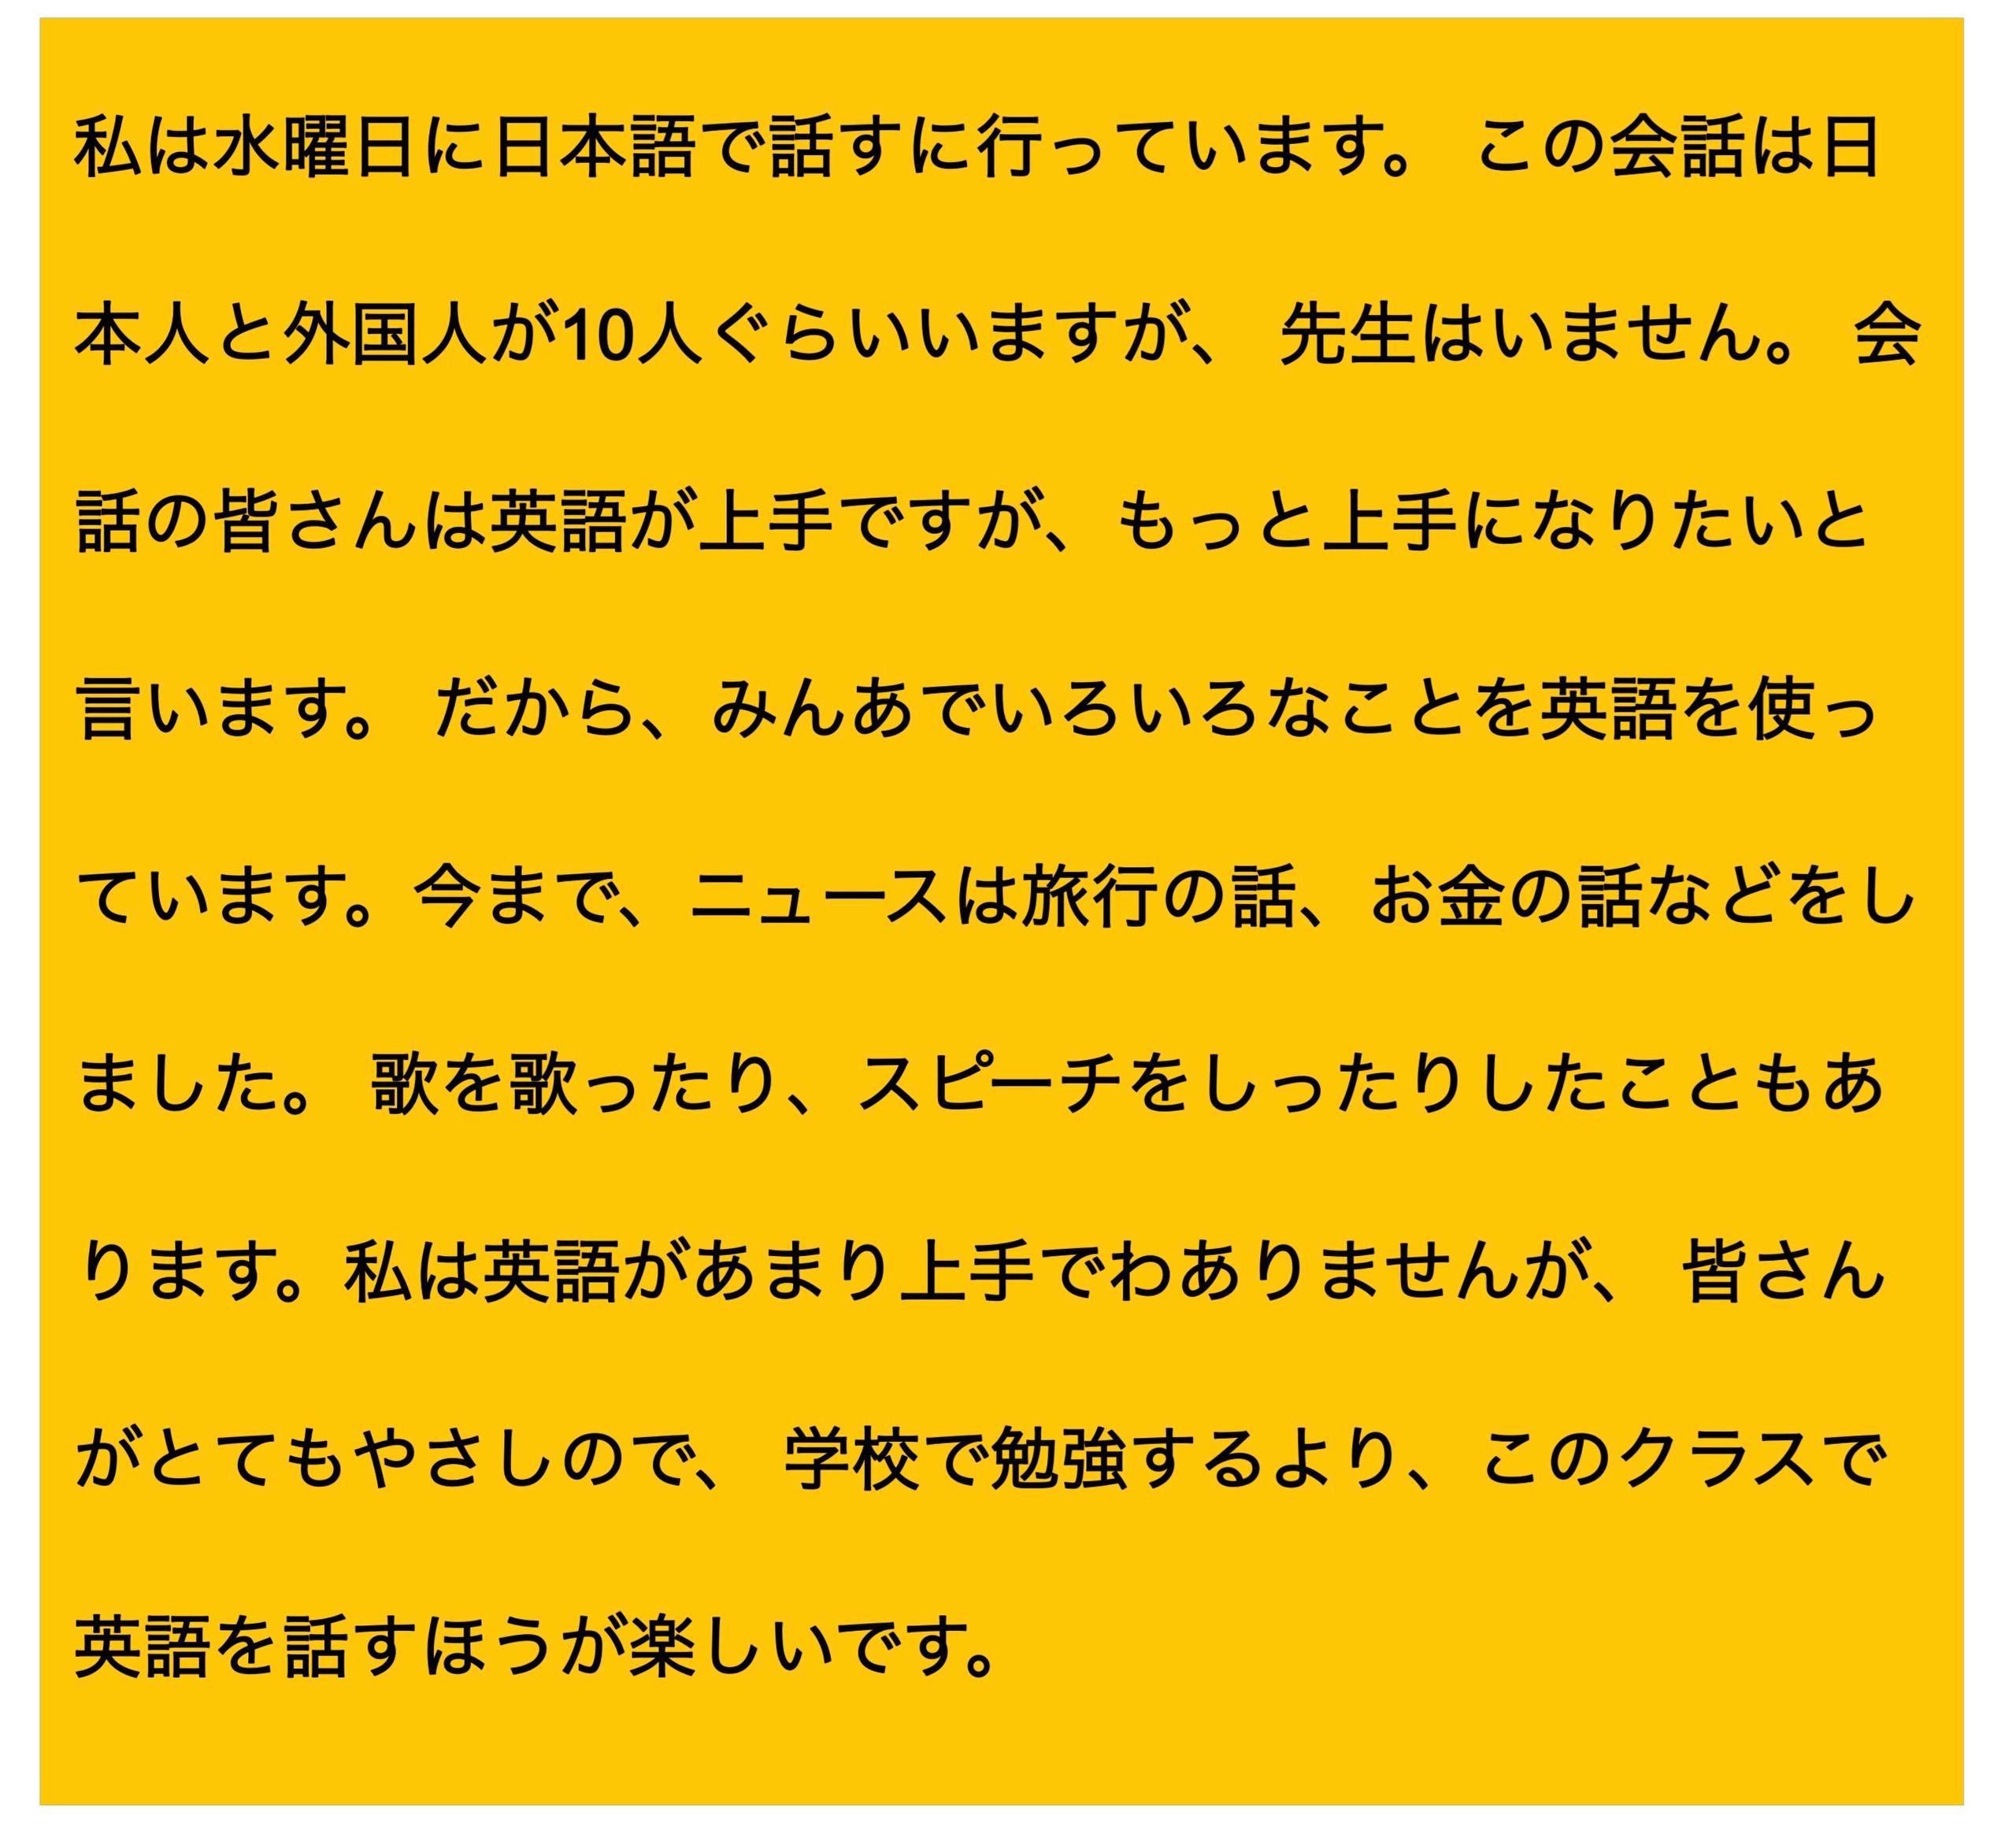 私は水曜日に日本語で話すに行っています。 この会話は日
本人と外国人が10人ぐらいいますが、 先生はいません。 会
話の皆さんは英語が上手ですが、もっと上手になりたいと
言います。 だから、みんあでいろいろなことを英語を使っ
ています。今まで、ニュースは旅行の話、お金の話などをし
ました。 歌を歌ったり、スピーチをしったりしたこともあ
ります。私は英語があまり上手でわありませんが、 皆さん
がとてもやさしので、 学校で勉強するより、このクラスで
英語を話すほうが楽しいです。